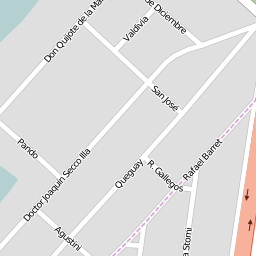 de Diciembre
Valdivia
Don Quijote de la Ma
San José
Pando
Doctor Joaquín Secco Illa
Queguay
R. Gallegos
Rafael Barret
Agustini
a Storni